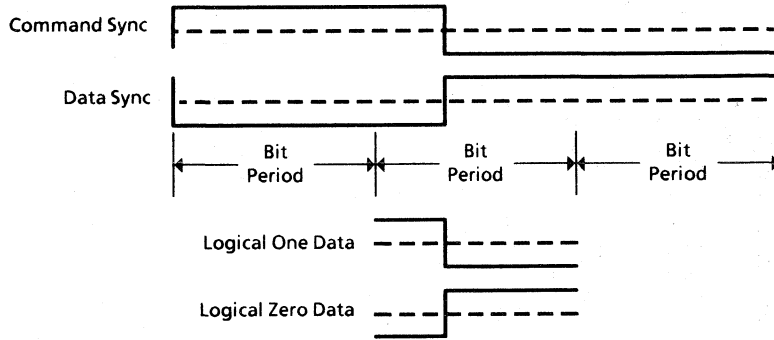 Command Sync
Data Sync
Bit
Period
Bit
Period
Bit
Period
Logical One Data
Logical Zero Data